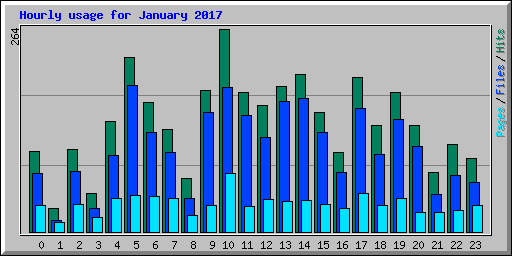 Hourly usage for January 2017
264
Pages/Files/Hits
0 1 2 3 4 5 6 7 8 9 10 11 12 13 14 15 16 17 18 19 20 21 22 23